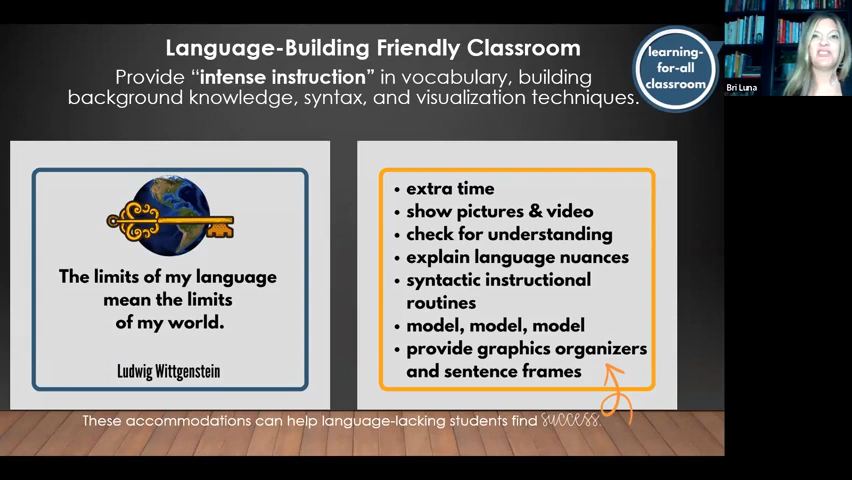 Language-Building Friendly Classroom
Provide “intense instruction” in vocabulary, building
background knowledge, syntax, and visualization techniques.
learning-
for-all
classroom
Bri Luna
The limits of my language
mean the limits
of my world.
Ludwig Wittgenstein
• extra time
• show pictures & video
• check for understanding
• explain language nuances
• syntactic instructional
routines
• model, model, model
• provide graphics organizers
and sentence frames
These accommodations can help language-lacking students find success.